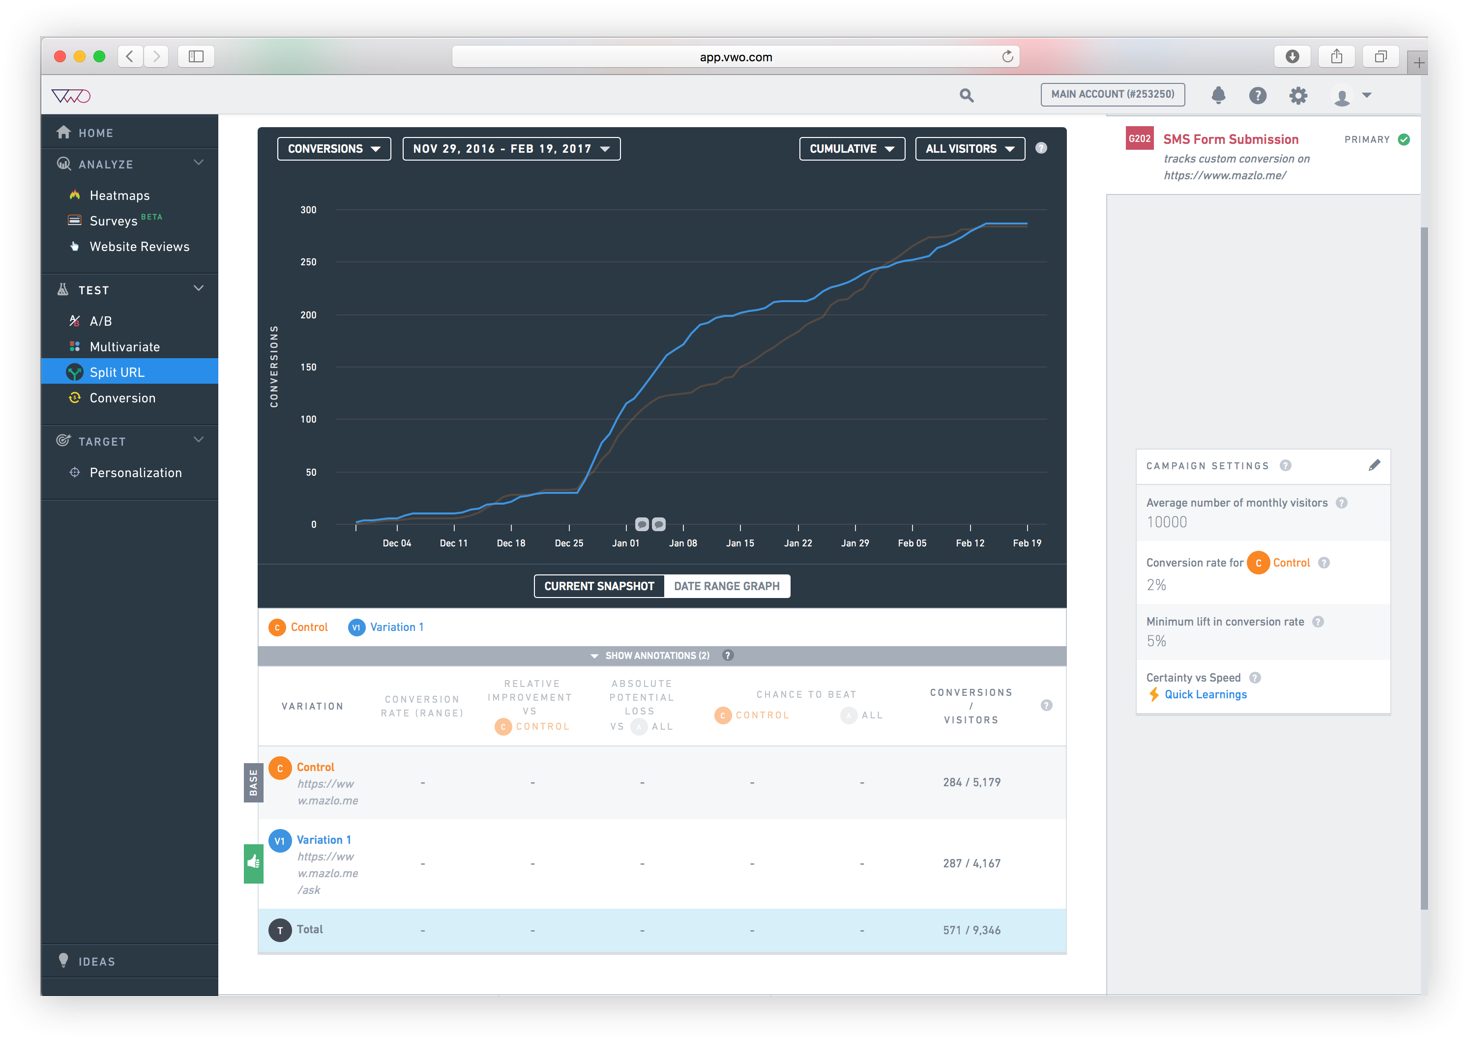 app.vwo.com
VWO
MAIN ACCOUNT (#253250)
HOME
ANALYZE
Heatmaps
Surveys BETA
Website Reviews
TEST
A/B
Multivariate
Split URL
Conversion
TARGET
Personalization
IDEAS
CONVERSIONS
NOV 29, 2016 - FEB 19, 2017
CUMULATIVE
ALL VISITORS
?
300
250
200
150
100
50
0
CONVERSIONS
Dec 04 Dec 11 Dec 18 Dec 25 Jan 01 Jan 08 Jan 15 Jan 22 Jan 29 Feb 05 Feb 12 Feb 19
CURRENT SNAPSHOT DATE RANGE GRAPH
C Control V1 Variation 1
SHOW ANNOTATIONS (2) ?
VARIATION
CONVERSION
RATE (RANGE)
RELATIVE
IMPROVEMENT
VS
C CONTROL
ABSOLUTE
POTENTIAL
LOSS
VS A ALL
CHANCE TO BEAT
C CONTROL A ALL
CONVERSIONS
/
VISITORS
?
BASE
C Control
https://ww
w.mazlo.me
- - - - - 284 / 5,179
V1 Variation 1
https://ww
w.mazlo.me
/ask
- - - - - 287 / 4,167
T Total - - - - - 571 / 9,346
G202 SMS Form Submission PRIMARY
tracks custom conversion on
https://www.mazlo.me/
CAMPAIGN SETTINGS ?
Average number of monthly visitors ?
10000
Conversion rate for C Control ?
2%
Minimum lift in conversion rate ?
5%
Certainty vs Speed ?
Quick Learnings